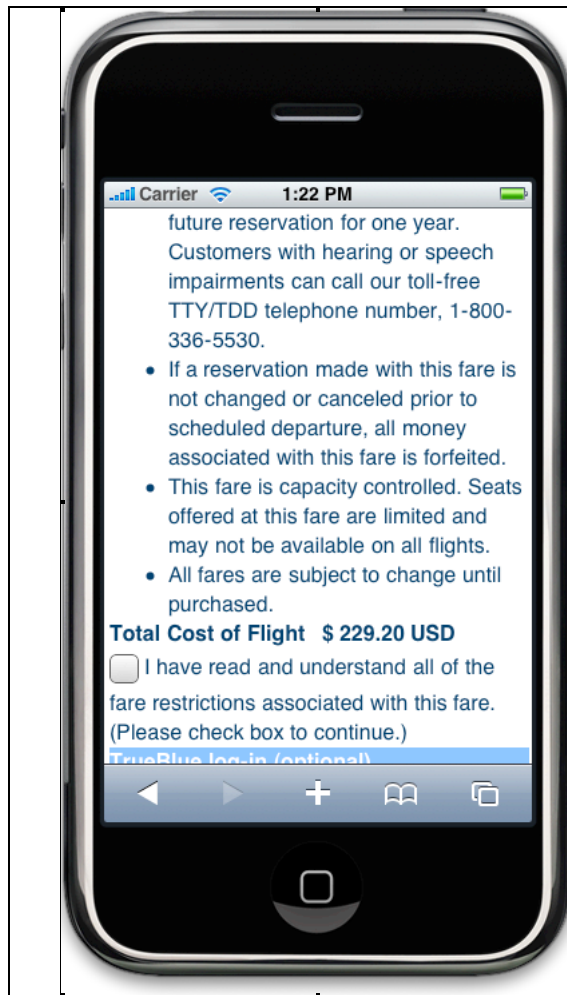 Carrier 1:22 PM
future reservation for one year.
Customers with hearing or speech
impairments can call our toll-free
TTY/TDD telephone number, 1-800-
336-5530.
• If a reservation made with this fare is
not changed or canceled prior to
scheduled departure, all money
associated with this fare is forfeited.
• This fare is capacity controlled. Seats
offered at this fare are limited and
may not be available on all flights.
• All fares are subject to change until
purchased.
Total Cost of Flight $ 229.20 USD
I have read and understand all of the
fare restrictions associated with this fare.
(Please check box to continue.)
TrueBlue log-in (optional)